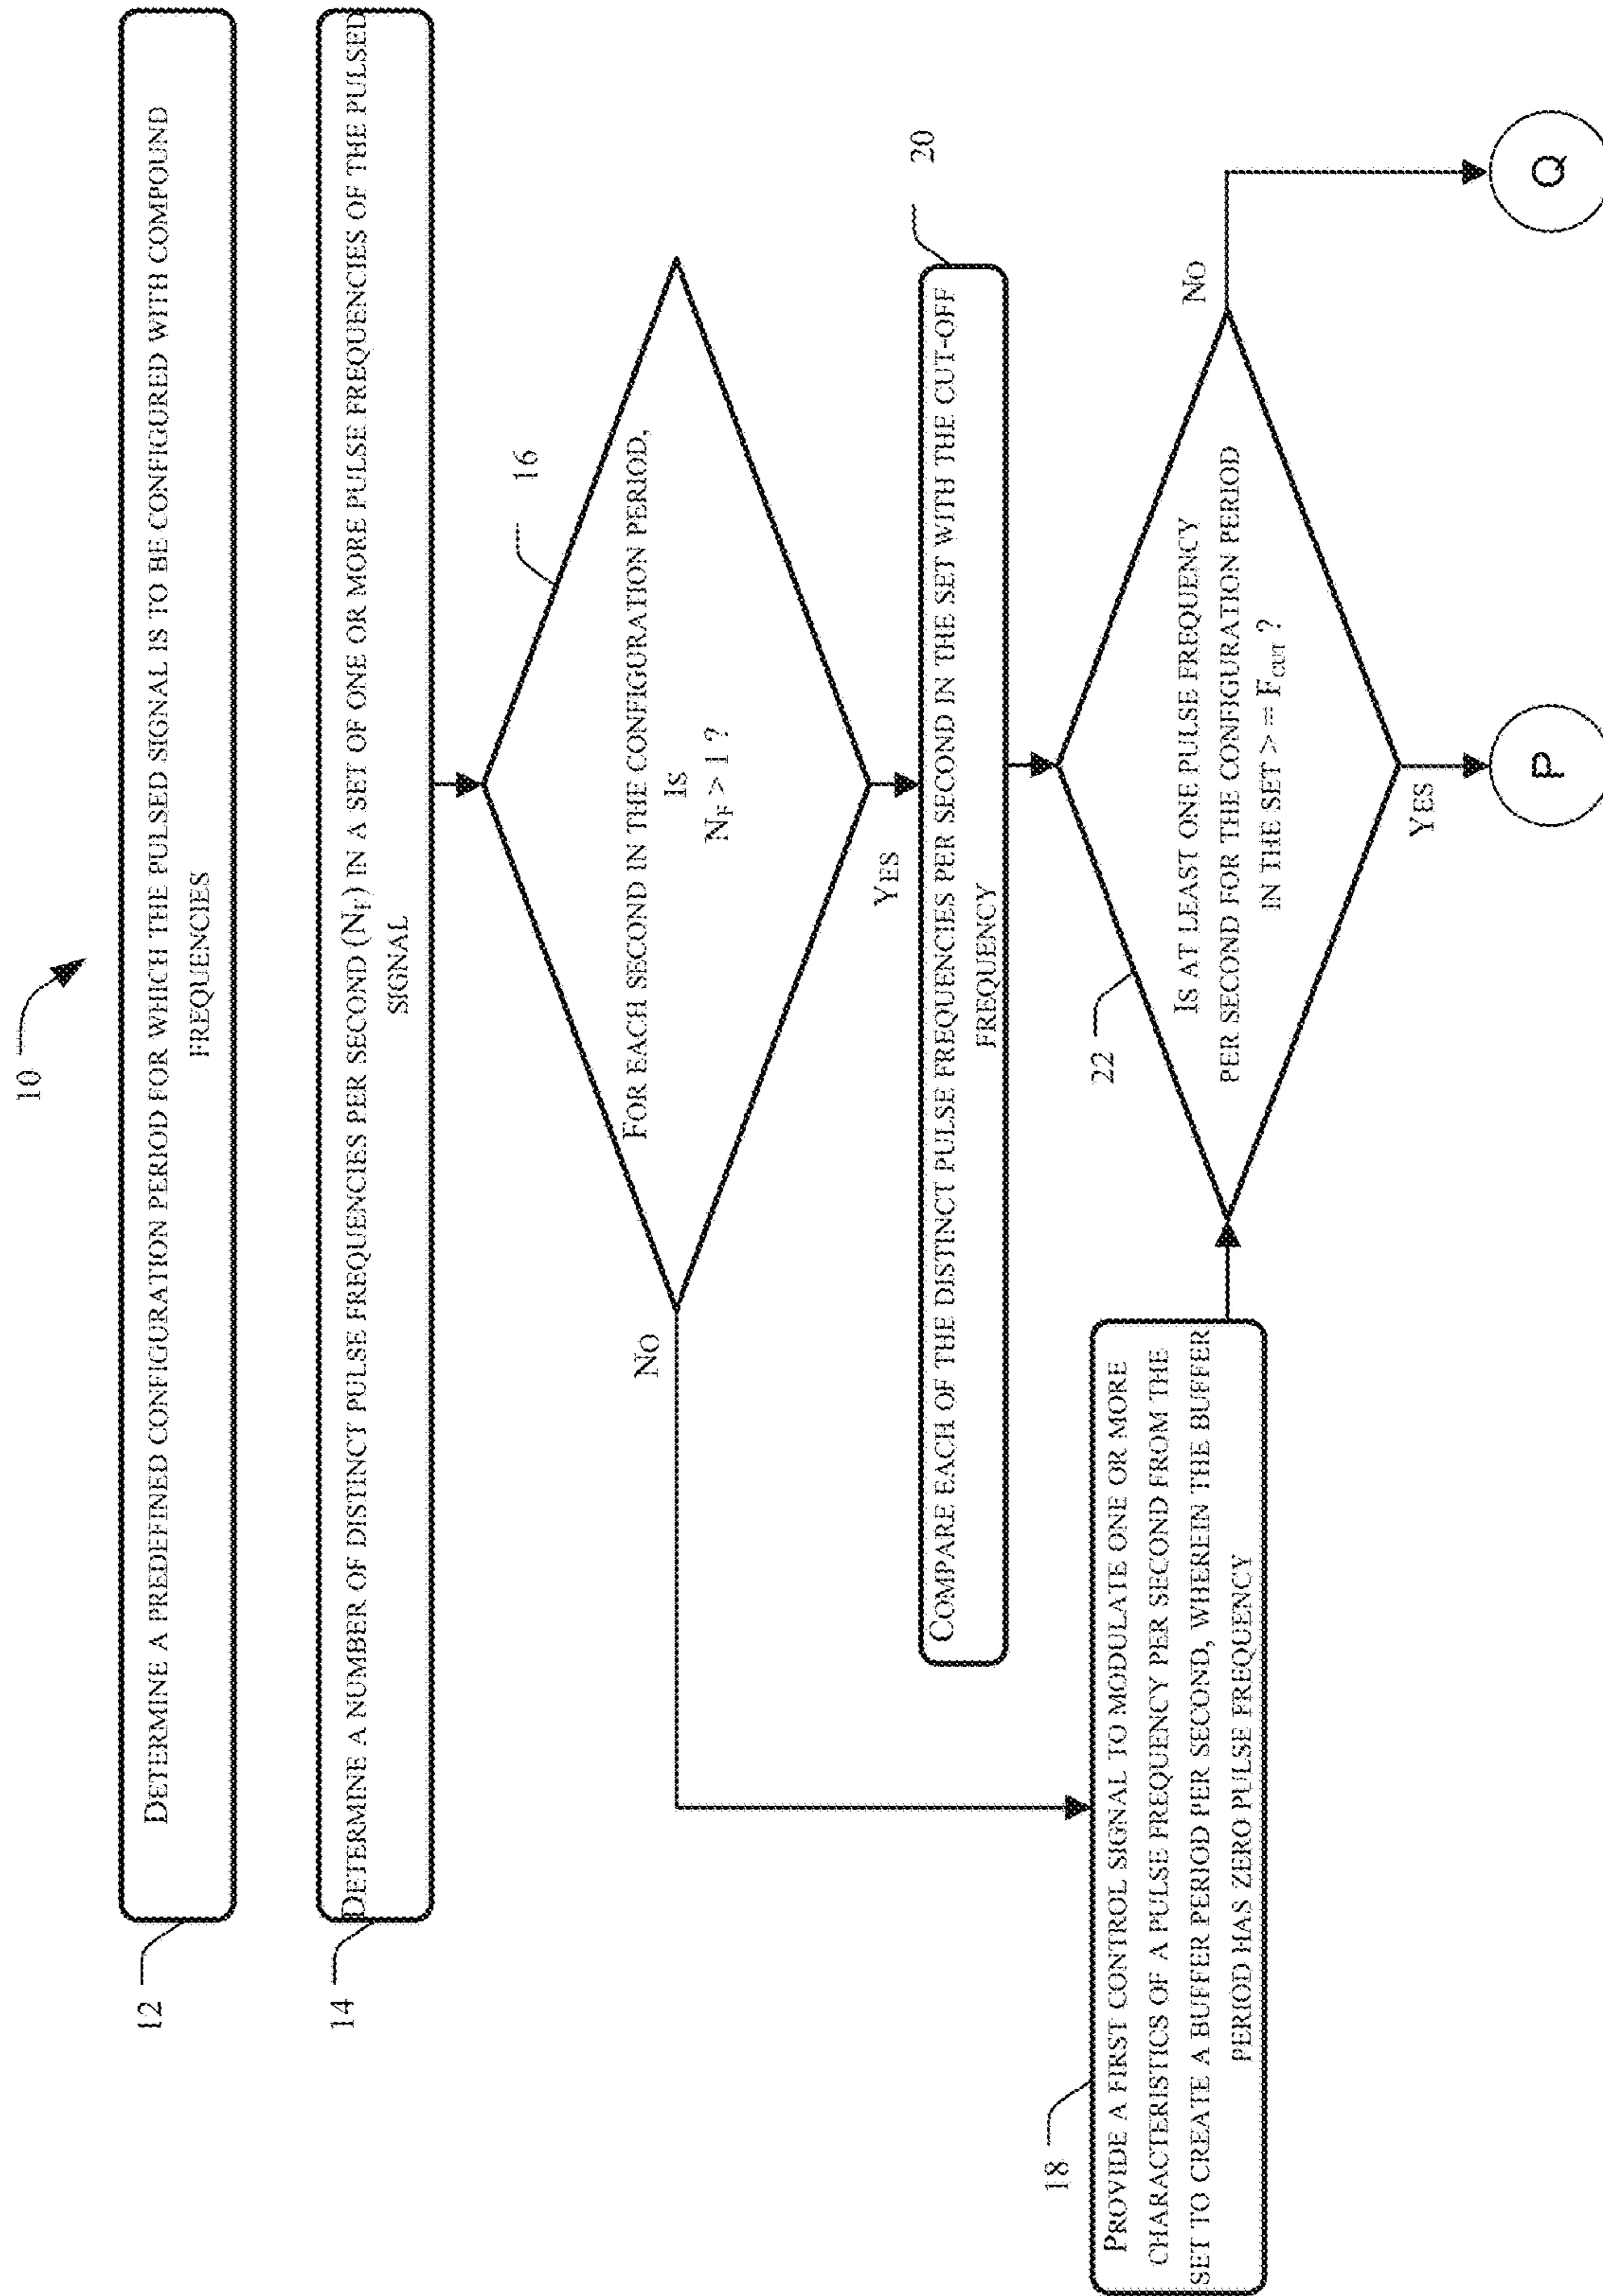 10
12
DETERMINE A PREDEFINED CONFIGURATION PERIOD FOR WHICH THE PULSED SIGNAL IS TO BE CONFIGURED WITH COMPOUND
FREQUENCIES
14
DETERMINE A NUMBER OF DISTINCT PULSE FREQUENCIES PER SECOND (NF) IN A SET OF ONE OR MORE PULSE FREQUENCIES OF THE PULSED
SIGNAL
16
FOR EACH SECOND IN THE CONFIGURATION PERIOD,
IS
NF > 1 ?
NO
YES
20
COMPARE EACH OF THE DISTINCT PULSE FREQUENCIES PER SECOND IN THE SET WITH THE CUT-OFF
FREQUENCY
18
PROVIDE A FIRST CONTROL SIGNAL TO MODULATE ONE OR MORE
CHARACTERISTICS OF A PULSE FREQUENCY PER SECOND FROM THE
SET TO CREATE A BUFFER PERIOD PER SECOND, WHEREIN THE BUFFER
PERIOD HAS ZERO PULSE FREQUENCY
22
IS AT LEAST ONE PULSE FREQUENCY
PER SECOND FOR THE CONFIGURATION PERIOD
IN THE SET > = FCUT ?
NO
YES
P
Q